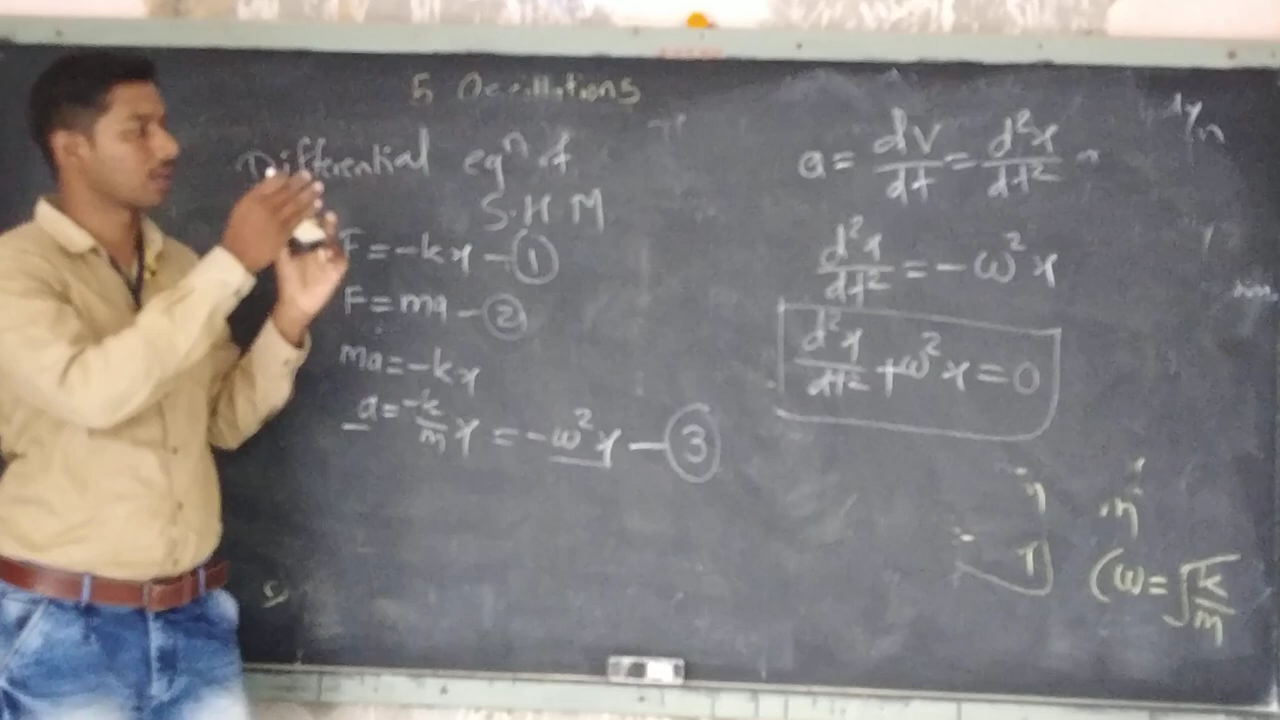 5 Oscillations
Differential eqⁿ of
S.H.M
F = -kx - ①
F = ma - ②
ma = -kx
a = -k/m x = -ω²x - ③
a = dv/dt = d²x/dt² =
d²x/dt² = -ω²x
d²x/dt² + ω²x = 0
(ω = √k/m